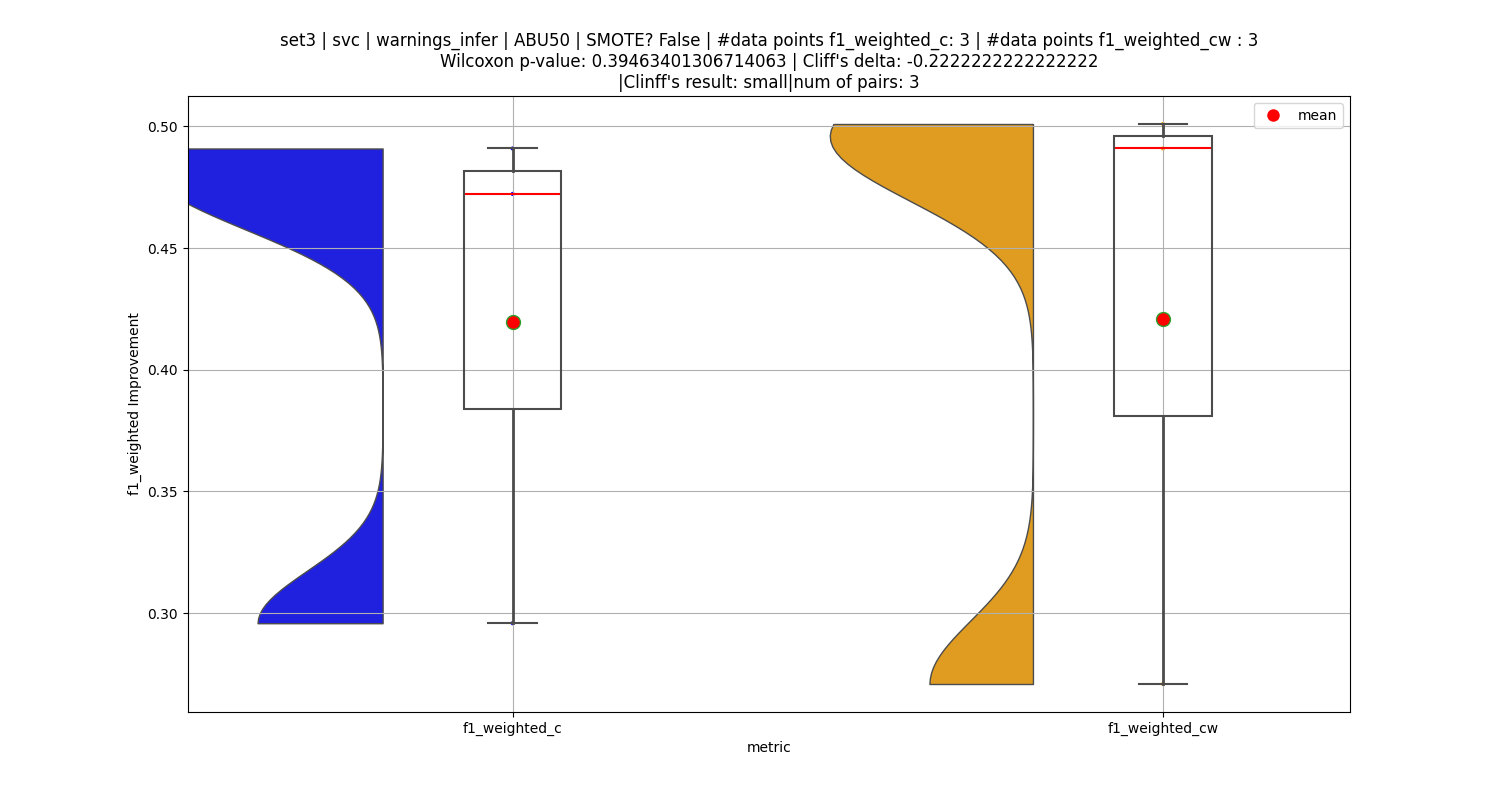 set3 | svc | warnings_infer | ABU50 | SMOTE? False | #data points f1_weighted_c: 3 | #data points f1_weighted_cw : 3
Wilcoxon p-value: 0.39463401306714063 | Cliff's delta: -0.2222222222222222
|Clinff's result: small|num of pairs: 3
mean
0.50
0.45
0.40
0.35
0.30
f1_weighted Improvement
f1_weighted_c
f1_weighted_cw
metric